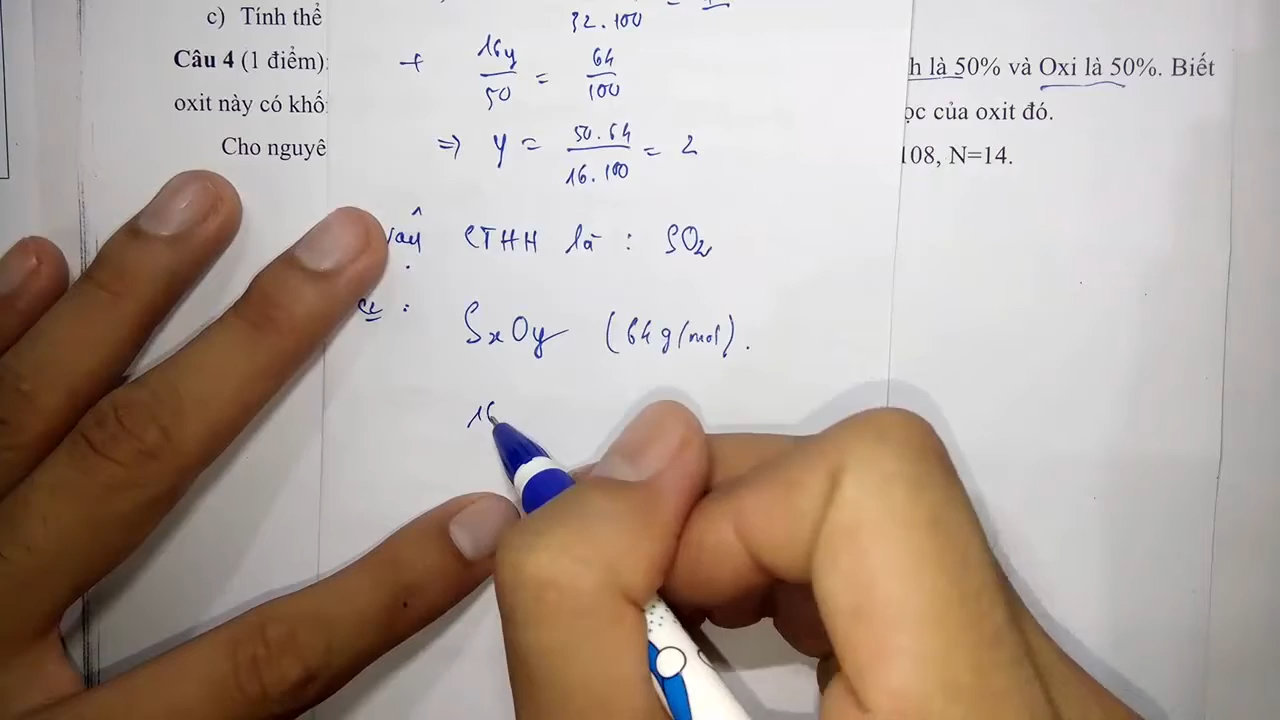 c) Tính thể
32.100
Câu 4 (1 điểm)
h là 50% và Oxi là 50%. Biết
+ 16y/50 = 64/100
oxit này có khố
ọc của oxit đó.
Cho nguyê
108, N=14.
=> y = 50.64/16.100 = 2
Vậy CTHH là : SO2
SxOy (64g/mol).
16